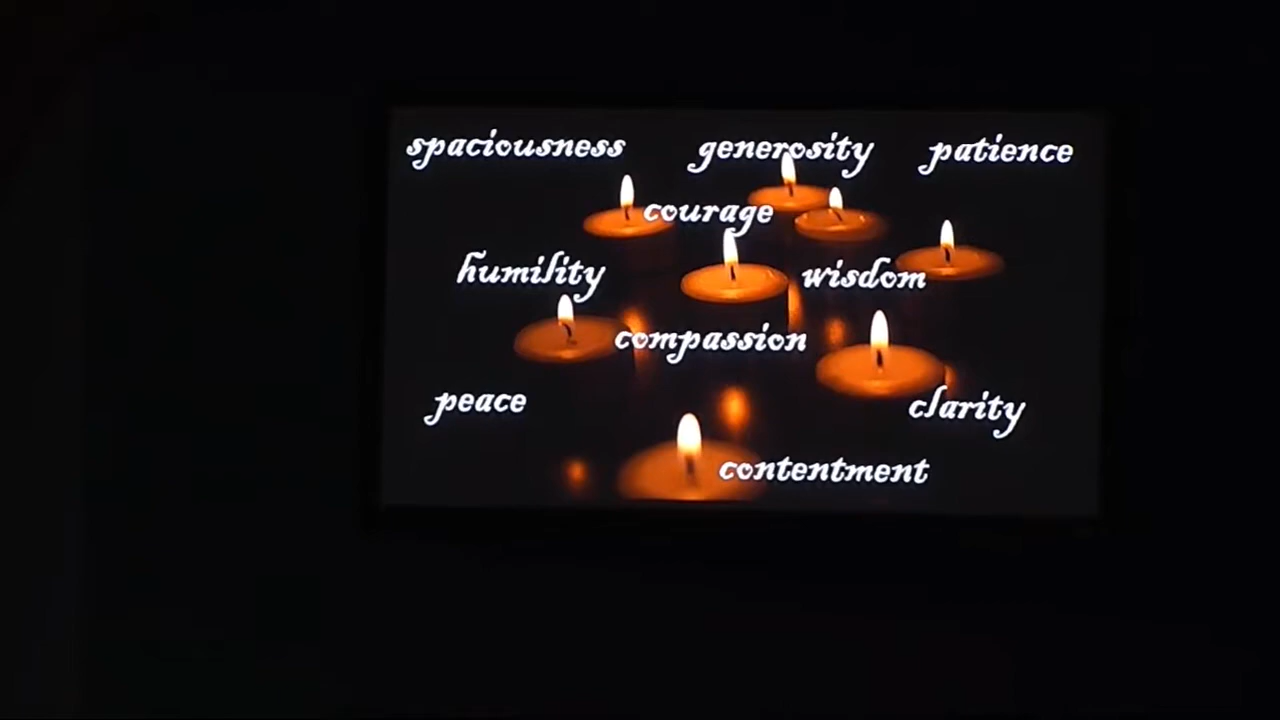 spaciousness generosity patience
courage
humility wisdom
compassion
peace clarity
contentment